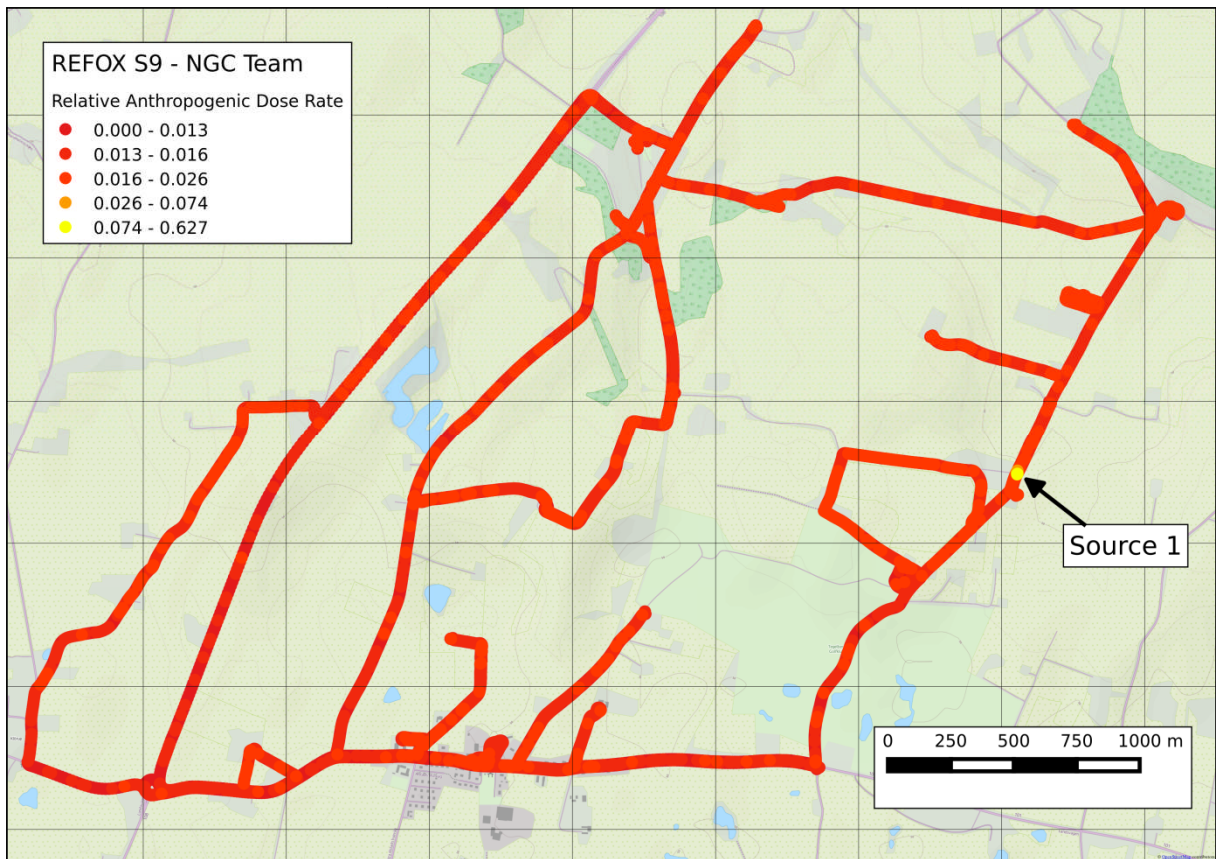 REFOX S9 - NGC Team
Relative Anthropogenic Dose Rate
0.000 - 0.013
0.013 - 0.016
0.016 - 0.026
0.026 - 0.074
0.074 - 0.627
Source 1
0 250 500 750 1000 m